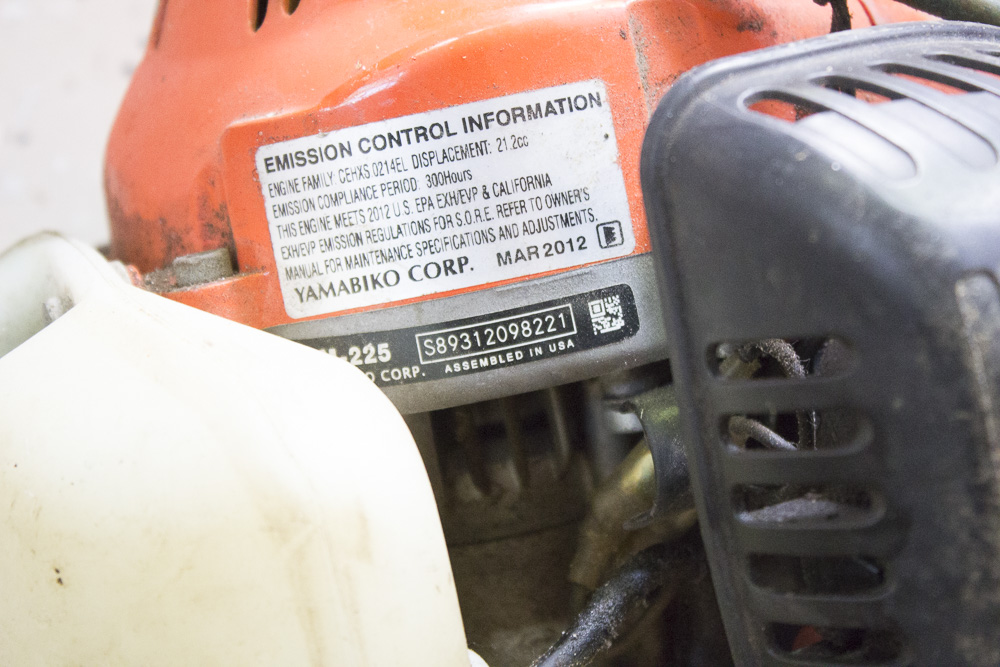 EMISSION CONTROL INFORMATION
ENGINE FAMILY: CEHXS.0214EL DISPLACEMENT: 21.2cc
EMISSION COMPLIANCE PERIOD: 300Hours
THIS ENGINE MEETS 2012 U.S. EPA EXH/EVP & CALIFORNIA
EXH/EVP EMISSION REGULATIONS FOR S.O.R.E. REFER TO OWNER'S
MANUAL FOR MAINTENANCE SPECIFICATIONS AND ADJUSTMENTS.
YAMABIKO CORP. MAR 2012
-225 S89312098221
CORP. ASSEMBLED IN USA